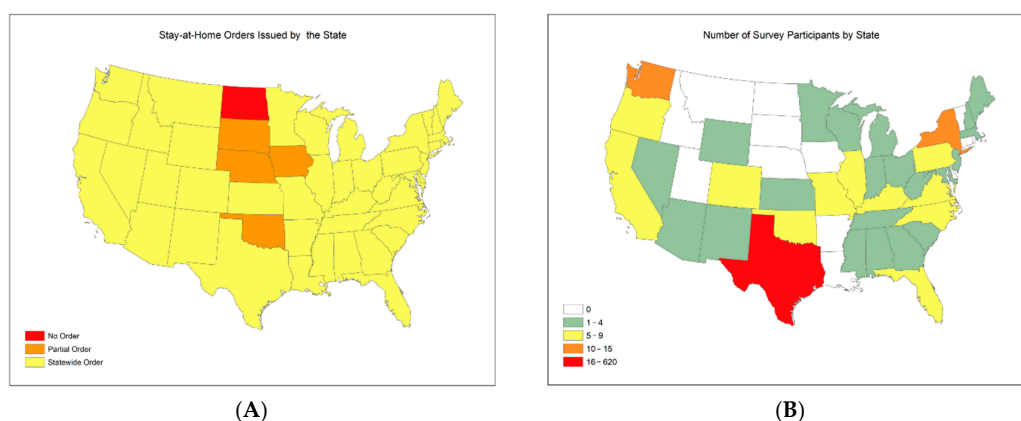 Stay-at-Home Orders Issued by the State
No Order
Partial Order
Statewide Order
(A)
Number of Survey Participants by State
0
1 – 4
5 – 9
10 – 15
16 – 620
(B)